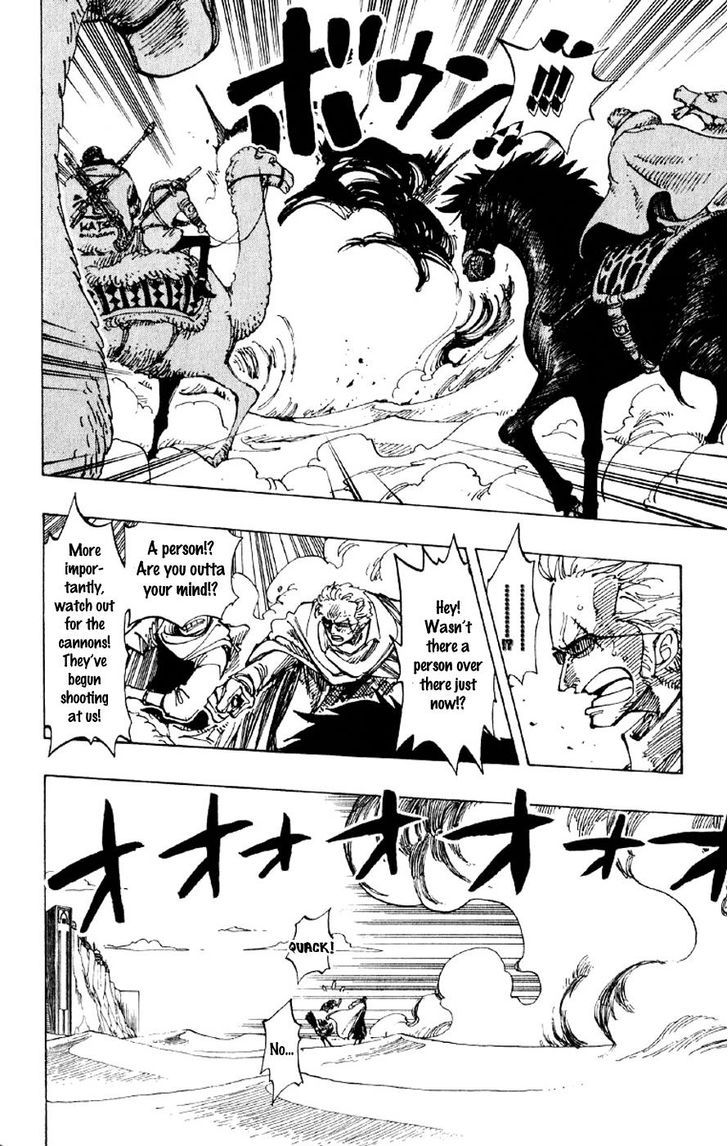 !!!
ボウン
......!?
Hey!
Wasn't
there
a person
over
there
just
now!?
A person!?
Are you outta
your mind!?
More
impor-
tantly,
watch out
for the
cannons!
They've
begun
shooting
at us!
オオオオオオオ
QUACK!
No...